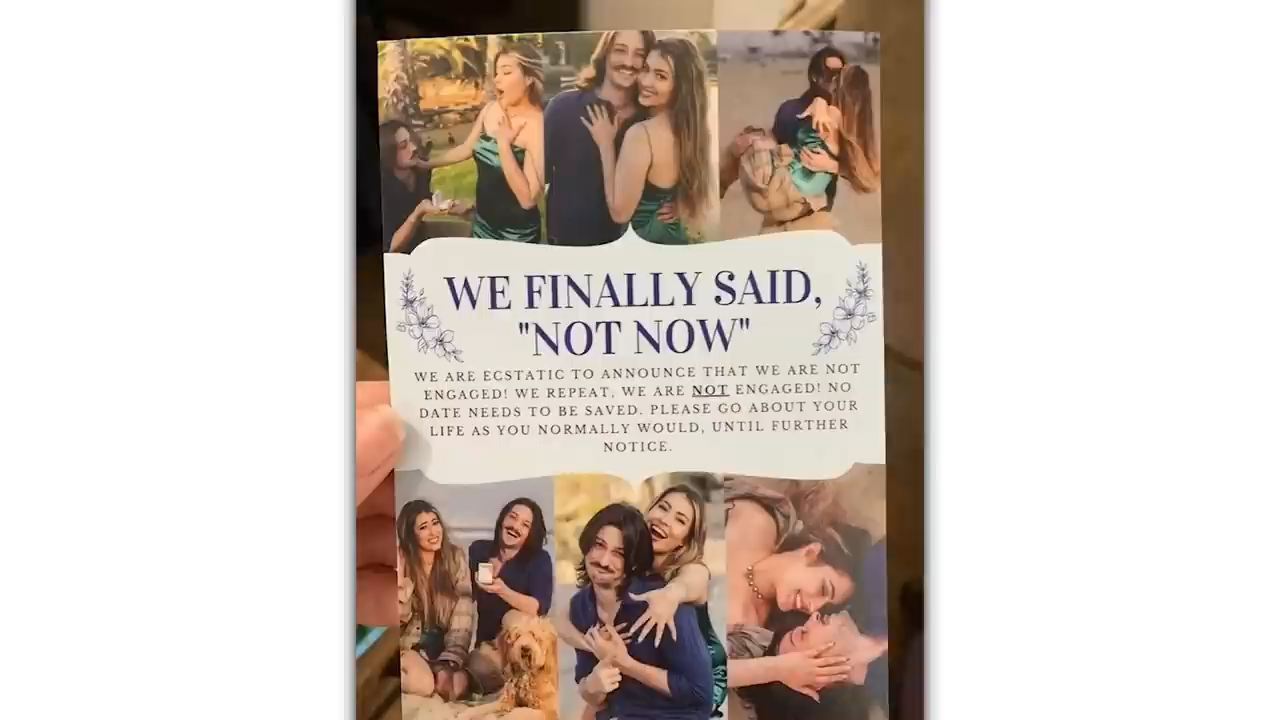 WE FINALLY SAID,
"NOT NOW"
WE ARE ECSTATIC TO ANNOUNCE THAT WE ARE NOT
ENGAGED! WE REPEAT, WE ARE NOT ENGAGED! NO
DATE NEEDS TO BE SAVED. PLEASE GO ABOUT YOUR
LIFE AS YOU NORMALLY WOULD, UNTIL FURTHER
NOTICE.